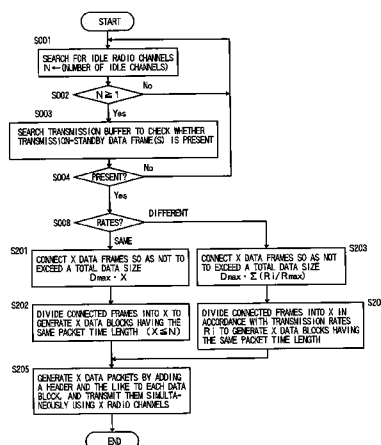 START
S001
SEARCH FOR IDLE RADIO CHANNELS
N ← (NUMBER OF IDLE CHANNELS)
S002
N ≧ 1
No
Yes
S003
SEARCH TRANSMISSION BUFFER TO CHECK WHETHER
TRANSMISSION-STANDBY DATA FRAME(S) IS PRESENT
S004
PRESENT?
No
Yes
S008
RATES?
DIFFERENT
SAME
S201
CONNECT X DATA FRAMES SO AS NOT
TO EXCEED A TOTAL DATA SIZE
Dmax · X
S203
CONNECT X DATA FRAMES SO AS NOT
TO EXCEED A TOTAL DATA SIZE
Dmax · Σ (Ri/Rmax)
S202
DIVIDE CONNECTED FRAMES INTO X TO
GENERATE X DATA BLOCKS HAVING THE
SAME PACKET TIME LENGTH (X≦N)
S20
DIVIDE CONNECTED FRAMES INTO X IN
ACCORDANCE WITH TRANSMISSION RATES
Ri TO GENERATE X DATA BLOCKS HAVING
THE SAME PACKET TIME LENGTH
S205
GENERATE X DATA PACKETS BY ADDING
A HEADER AND THE LIKE TO EACH DATA
BLOCK, AND TRANSMIT THEM SIMULTA-
NEOUSLY USING X RADIO CHANNELS
END